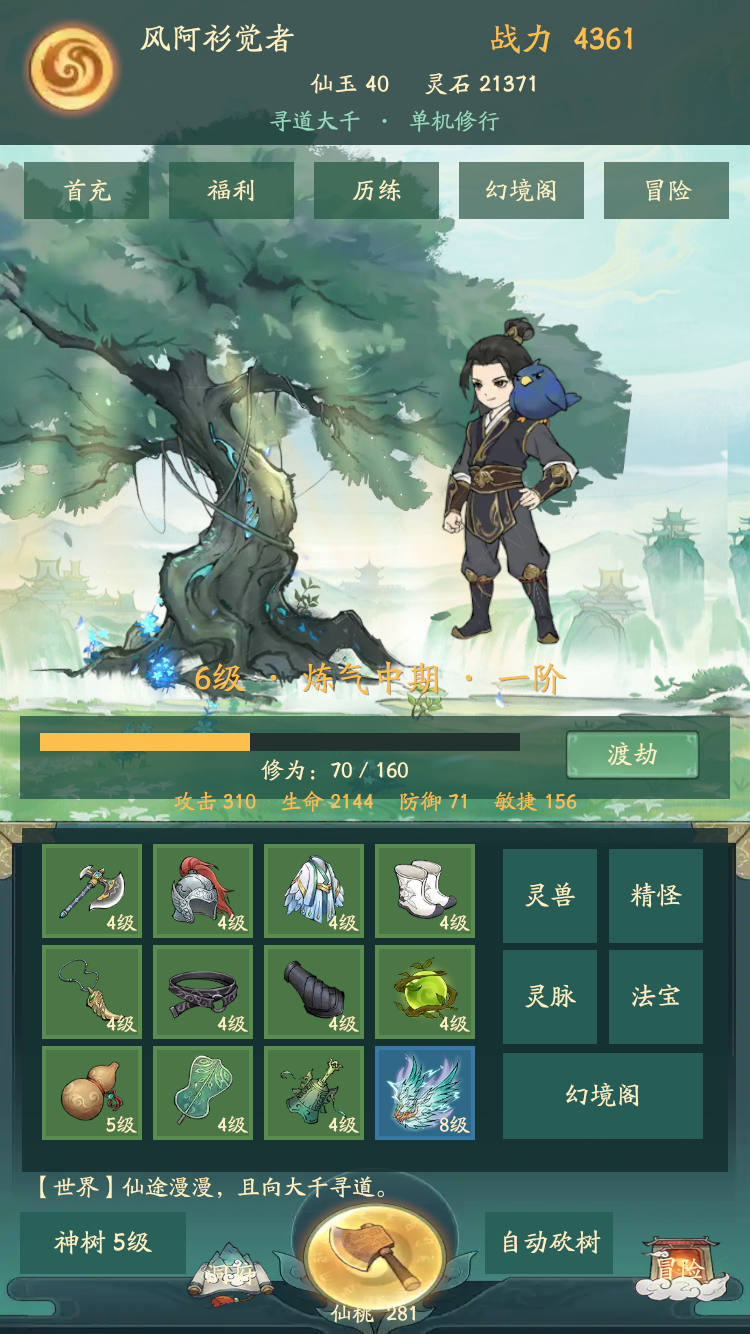 风阿衫觉者
战力 4361
仙玉 40 灵石 21371
寻道大千 · 单机修行
首充 福利 历练 幻境阁 冒险
6级 · 炼气中期 · 一阶
修为：70 / 160
渡劫
攻击 310 生命 2144 防御 71 敏捷 156
4级 4级 4级 4级
灵兽 精怪
4级 4级 4级 4级
灵脉 法宝
5级 4级 4级 8级
幻境阁
【世界】仙途漫漫，且向大千寻道。
神树 5级
自动砍树
洞府
冒险
仙桃 281